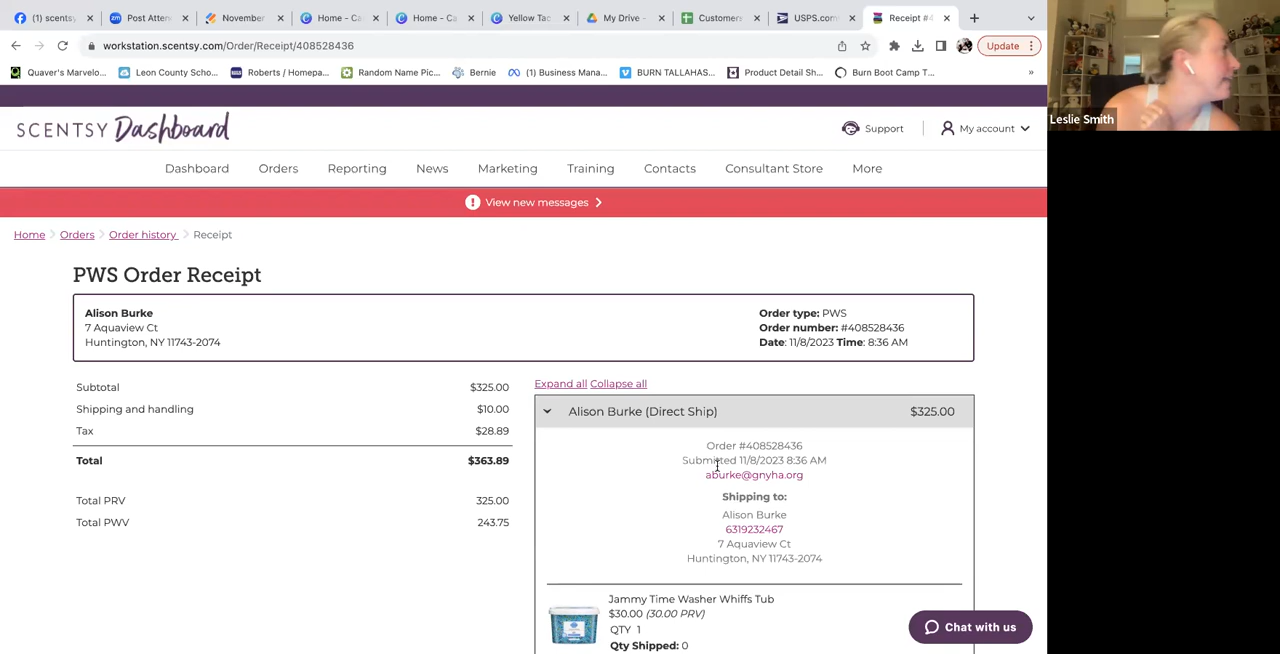 (1) scentsy
Post Atten
November
Home - Ca
Home - Ca
Yellow Tac
My Drive -
Customer
USPS.com
Receipt #4
workstation.scentsy.com/Order/Receipt/408528436
Update
Quaver's Marvelo...
Leon County Scho...
Roberts / Homepa...
Random Name Pic...
Bernie
(1) Business Mana...
BURN TALLAHAS...
Product Detail Sh...
Burn Boot Camp T...
»
Leslie Smith
SCENTSY Dashboard
Support
My account
Dashboard
Orders
Reporting
News
Marketing
Training
Contacts
Consultant Store
More
View new messages
Home > Orders > Order history > Receipt
PWS Order Receipt
Alison Burke
7 Aquaview Ct
Huntington, NY 11743-2074
Order type: PWS
Order number: #408528436
Date: 11/8/2023 Time: 8:36 AM
Subtotal $325.00
Shipping and handling $10.00
Tax $28.89
Total $363.89
Total PRV 325.00
Total PWV 243.75
Expand all Collapse all
Alison Burke (Direct Ship) $325.00
Order #408528436
Submitted 11/8/2023 8:36 AM
aburke@gnyha.org
Shipping to:
Alison Burke
6319232467
7 Aquaview Ct
Huntington, NY 11743-2074
Jammy Time Washer Whiffs Tub
$30.00 (30.00 PRV)
QTY 1
Qty Shipped: 0
Chat with us